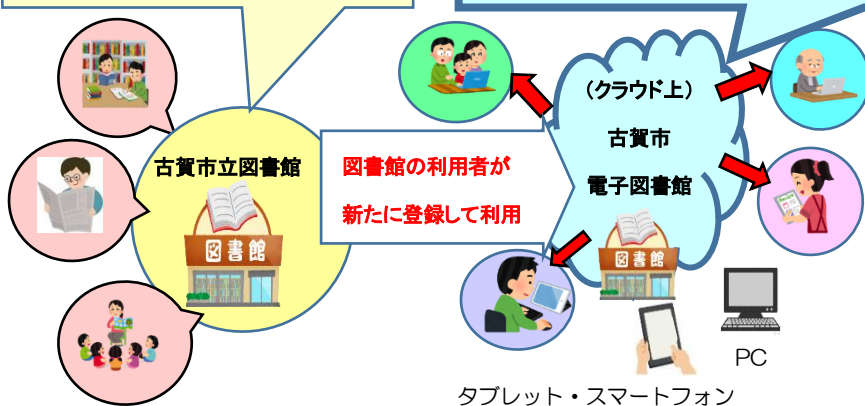 古賀市立図書館
図書館
図書館の利用者が
新たに登録して利用
(クラウド上)
古賀市
電子図書館
図書館
PC
タブレット・スマートフォン